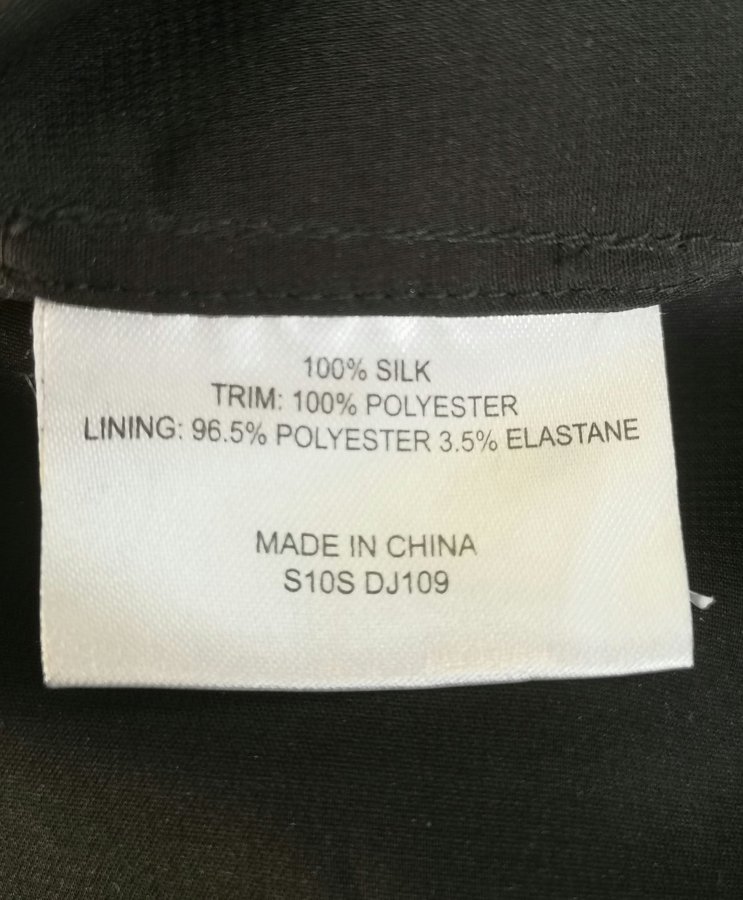 100% SILK
TRIM: 100% POLYESTER
LINING: 96.5% POLYESTER 3.5% ELASTANE
MADE IN CHINA
S10S DJ109